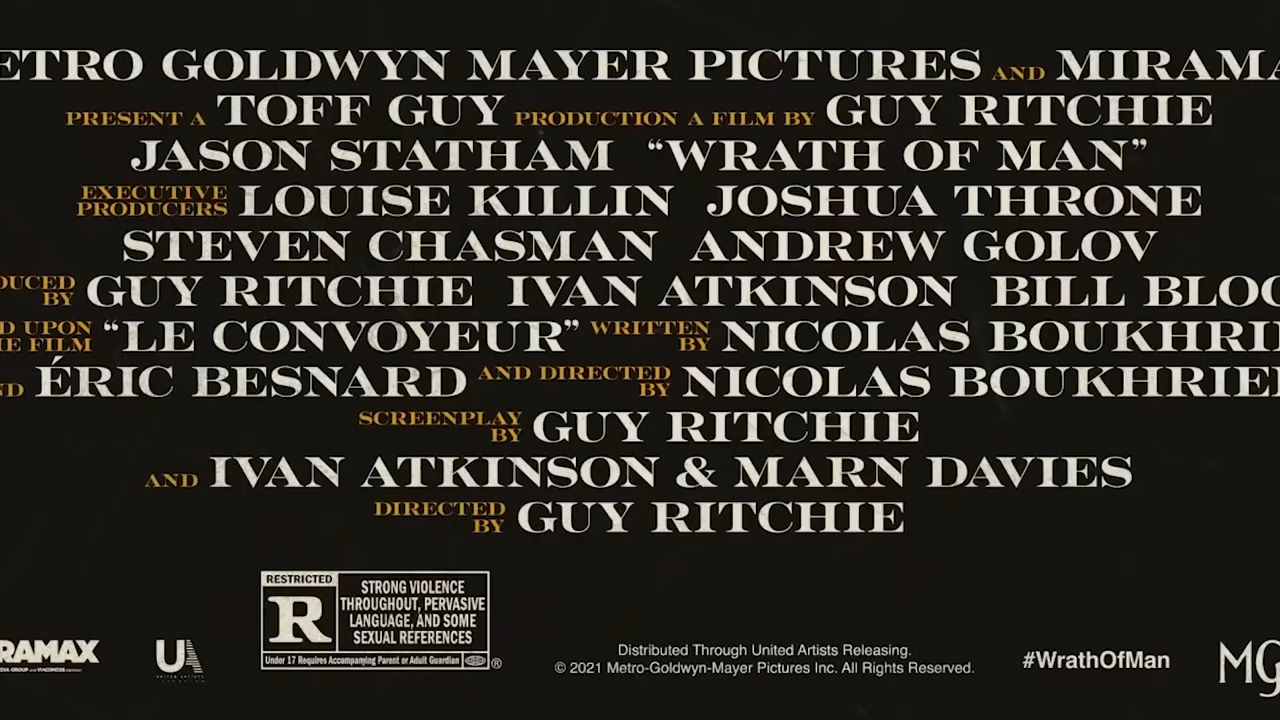 ETRO GOLDWYN MAYER PICTURES AND MIRAMA
PRESENT A TOFF GUY PRODUCTION A FILM BY GUY RITCHIE
JASON STATHAM "WRATH OF MAN"
EXECUTIVE PRODUCERS LOUISE KILLIN JOSHUA THRONE
STEVEN CHASMAN ANDREW GOLOV
DUCED BY GUY RITCHIE IVAN ATKINSON BILL BLOC
D UPON HE FILM "LE CONVOYEUR" WRITTEN BY NICOLAS BOUKHRI
ND ÉRIC BESNARD AND DIRECTED BY NICOLAS BOUKHRIE
SCREENPLAY BY GUY RITCHIE
AND IVAN ATKINSON & MARN DAVIES
DIRECTED BY GUY RITCHIE
RESTRICTED
R
STRONG VIOLENCE
THROUGHOUT, PERVASIVE
LANGUAGE, AND SOME
SEXUAL REFERENCES
Under 17 Requires Accompanying Parent or Adult Guardian
®
RAMAX
UA
Distributed Through United Artists Releasing.
© 2021 Metro-Goldwyn-Mayer Pictures Inc. All Rights Reserved.
#WrathOfMan
MG